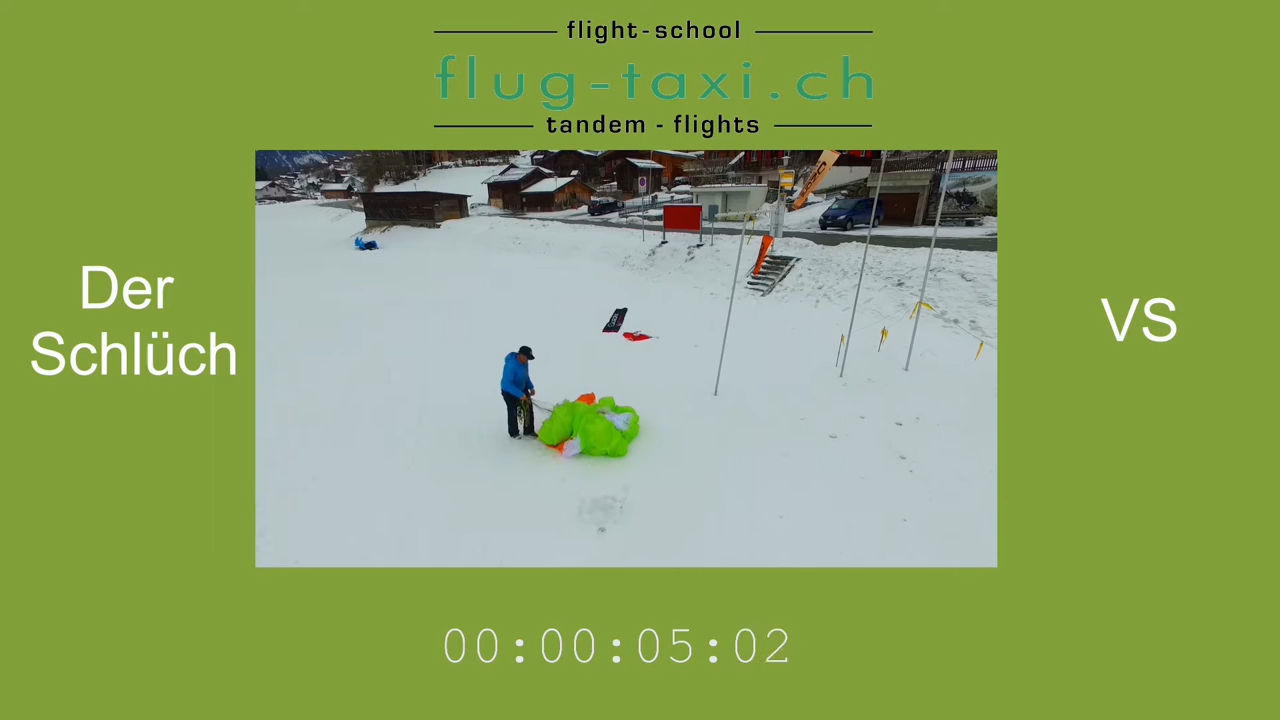 flight-school
flug-taxi.ch
tandem - flights
Der
Schlüch
VS
00:00:05:02